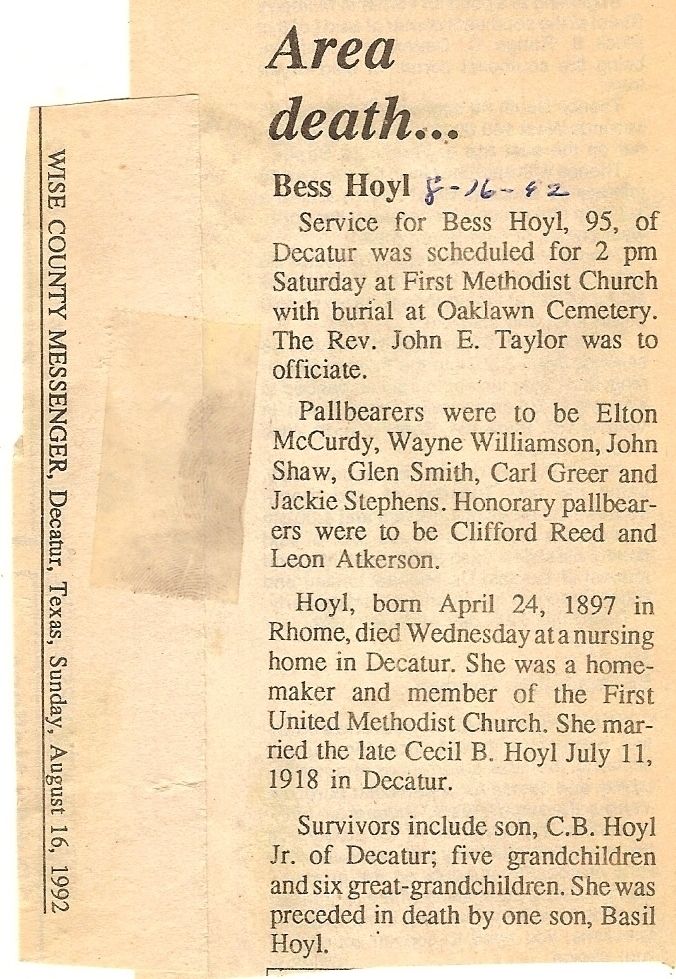 Area
death...
Bess Hoyl 8-16-92
Service for Bess Hoyl, 95, of
Decatur was scheduled for 2 pm
Saturday at First Methodist Church
with burial at Oaklawn Cemetery.
The Rev. John E. Taylor was to
officiate.
Pallbearers were to be Elton
McCurdy, Wayne Williamson, John
Shaw, Glen Smith, Carl Greer and
Jackie Stephens. Honorary pallbear-
ers were to be Clifford Reed and
Leon Atkerson.
Hoyl, born April 24, 1897 in
Rhome, died Wednesday at a nursing
home in Decatur. She was a home-
maker and member of the First
United Methodist Church. She mar-
ried the late Cecil B. Hoyl July 11,
1918 in Decatur.
Survivors include son, C.B. Hoyl
Jr. of Decatur; five grandchildren
and six great-grandchildren. She was
preceded in death by one son, Basil
Hoyl.
WISE COUNTY MESSENGER, Decatur, Texas, Sunday, August 16, 1992